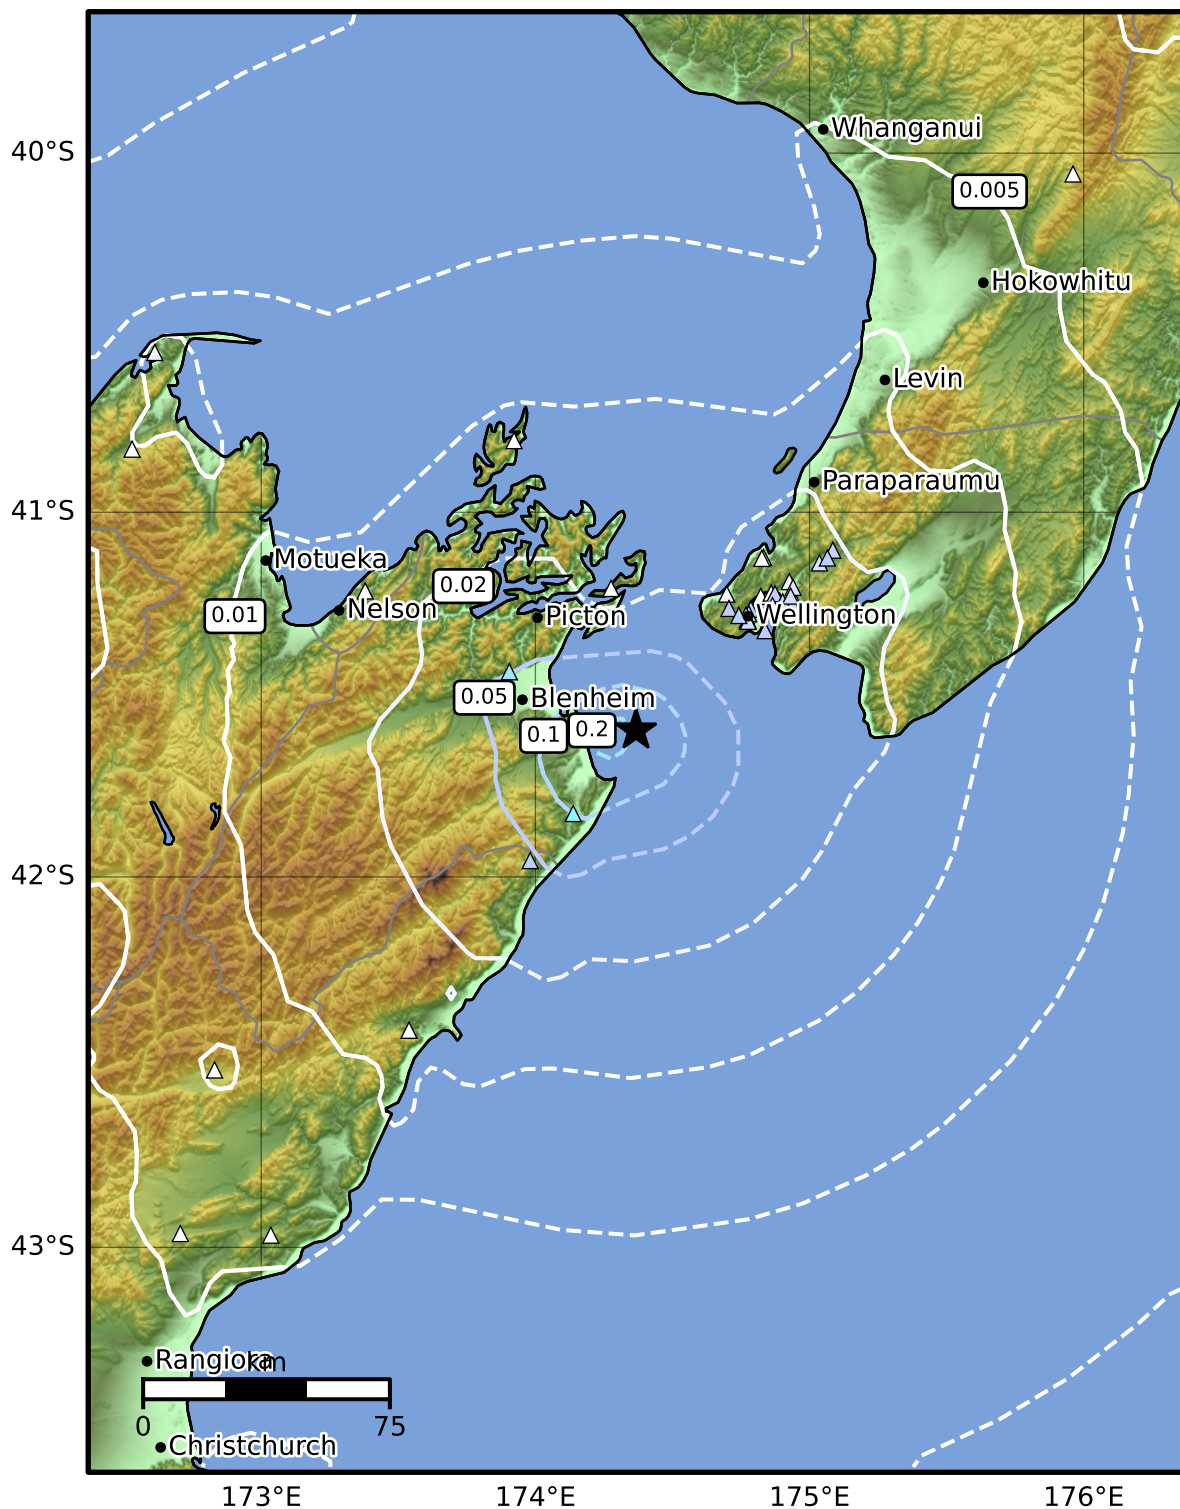 Whanganui
40°S
0.005
Hokowhitu
Levin
Paraparaumu
41°S
Motueka
0.02
Nelson
0.01
Picton
Wellington
0.05
Blenheim
0.1
0.2
42°S
43°S
Rangiora
km
0
75
Christchurch
173°E
174°E
175°E
176°E